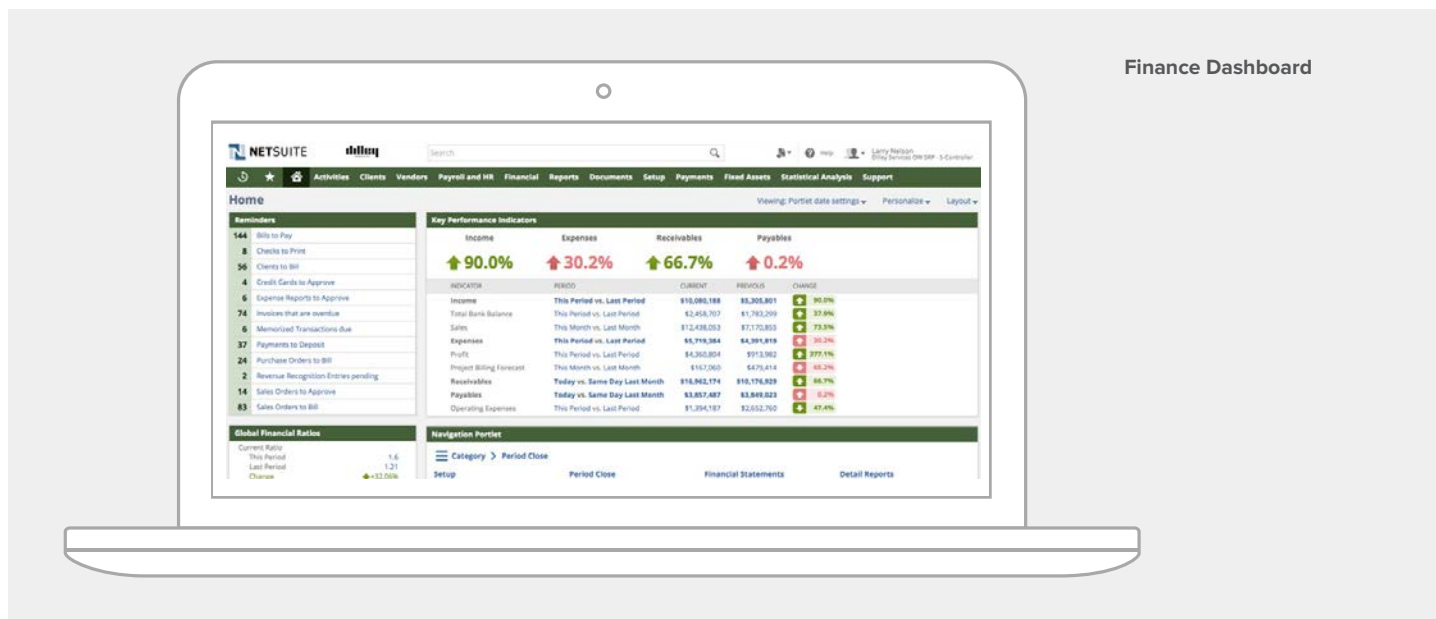 Finance Dashboard
NETSUITE dilley Search Help Larry Nelson
Activities Clients Vendors Payroll and HR Financial Reports Documents Setup Payments Fixed Assets Statistical Analysis Support
Home Viewing: Portlet date settings Personalize Layout
Reminders
144 Bills to Pay
8 Checks to Print
56 Clients to Bill
4 Credit Cards to Approve
6 Expense Reports to Approve
74 Invoices that are overdue
6 Memorized Transactions due
37 Payments to Deposit
24 Purchase Orders to Bill
2 Revenue Recognition Entries pending
14 Sales Orders to Approve
83 Sales Orders to Bill
Key Performance Indicators
Income Expenses Receivables Payables
90.0% 30.2% 66.7% 0.2%
INDICATOR PERIOD CURRENT PREVIOUS CHANGE
Income This Period vs. Last Period $10,080,188 $5,305,801 90.0%
Total Bank Balance This Period vs. Last Period $2,458,707 $1,783,299 37.9%
Sales This Month vs. Last Month $12,438,053 $7,170,855 73.5%
Expenses This Period vs. Last Period $5,719,384 $4,391,819 30.2%
Profit This Period vs. Last Period $4,360,804 $913,982 377.1%
Project Billing Forecast This Month vs. Last Month $167,060 $479,414 65.2%
Receivables Today vs. Same Day Last Month $16,962,174 $10,176,929 66.7%
Payables Today vs. Same Day Last Month $3,857,487 $3,849,023 0.2%
Operating Expenses This Period vs. Last Period $1,394,187 $2,652,760 47.4%
Global Financial Ratios
Current Ratio
This Period 1.6
Last Period 1.21
Change
Navigation Portlet
Category > Period Close
Setup Period Close Financial Statements Detail Reports